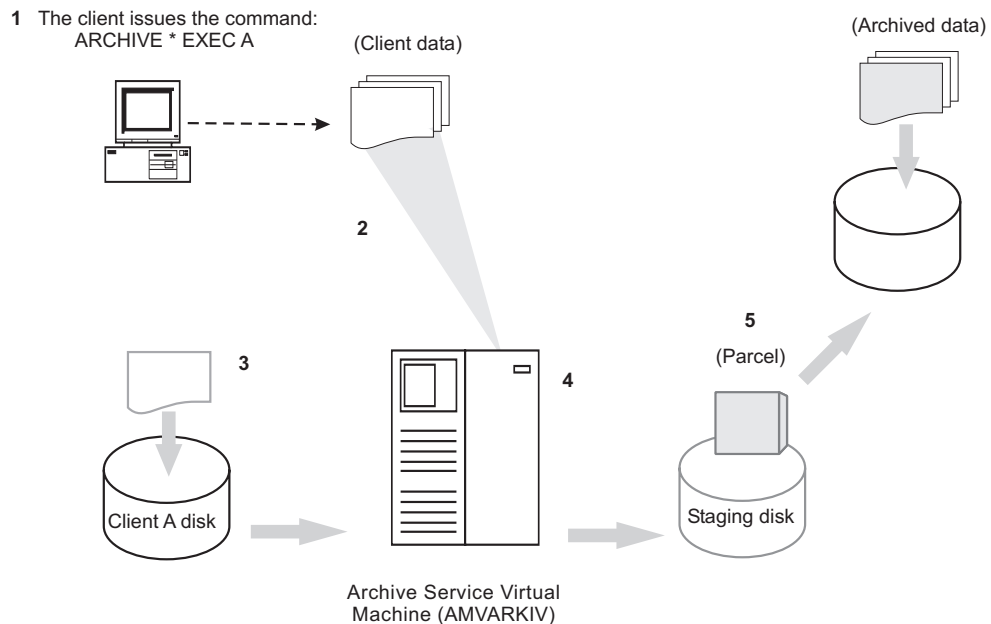 1 The client issues the command:
ARCHIVE * EXEC A
(Client data)
(Archived data)
2
5
(Parcel)
3
4
Client A disk
Staging disk
Archive Service Virtual
Machine (AMVARKIV)